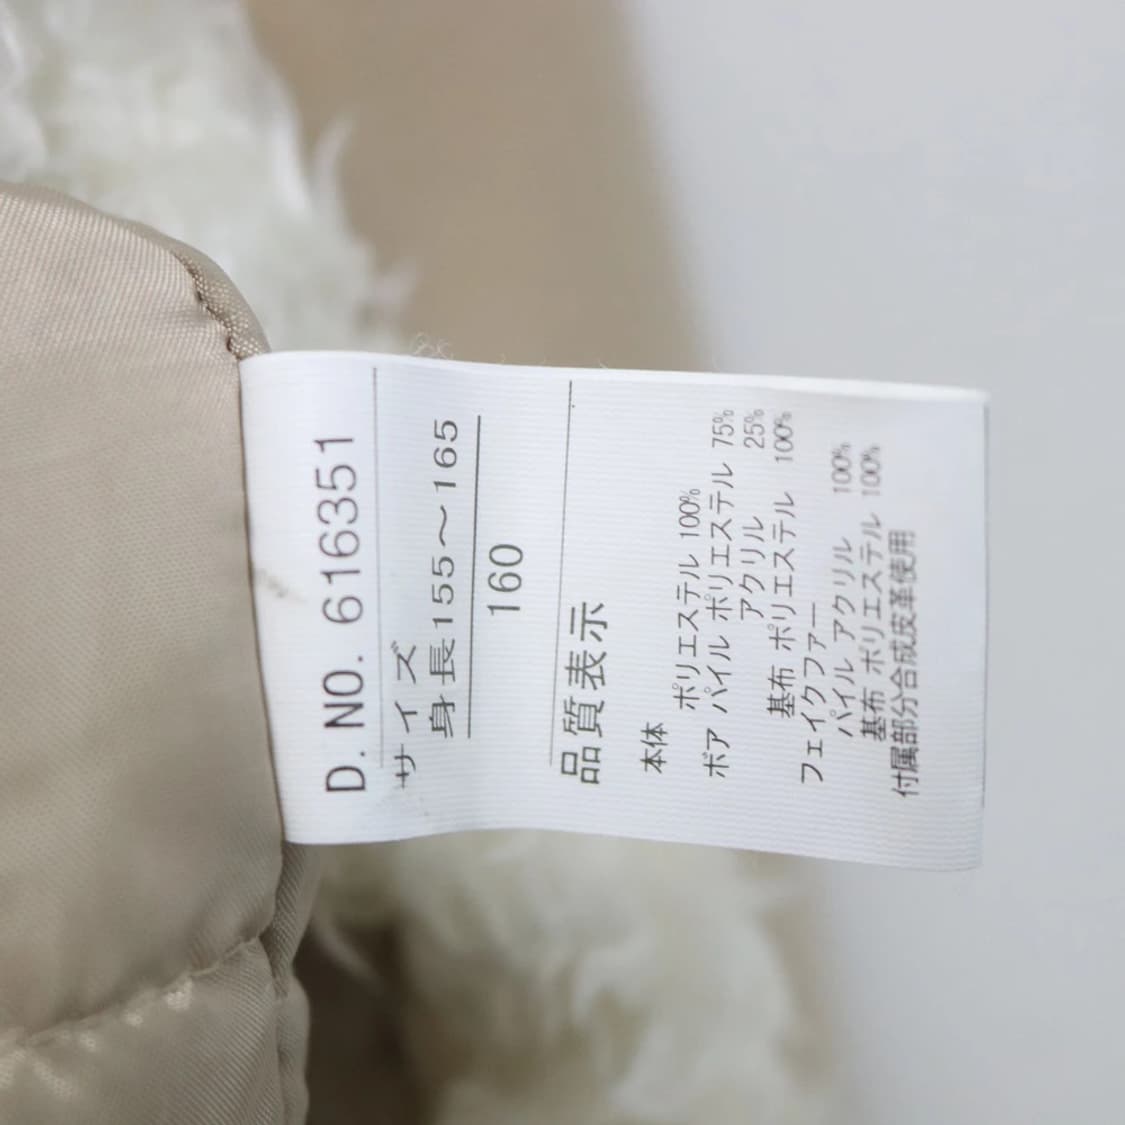 D. NO. 616351
サイズ
身長155～165
160
品質表示
本体
ポリエステル 100%
ボア パイル ポリエステル 75%
アクリル 25%
基布 ポリエステル 100%
フェイクファー
パイル アクリル 100%
基布 ポリエステル 100%
付属部分合成皮革使用